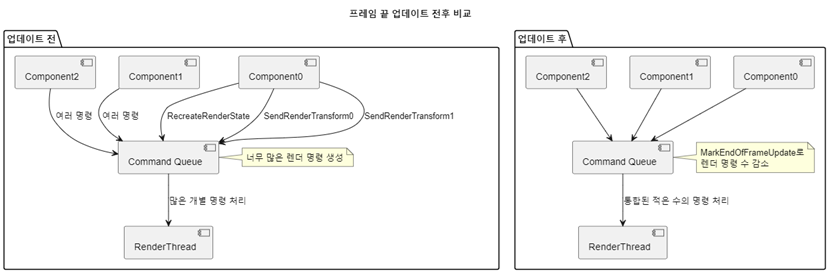 프레임 끝 업데이트 전후 비교
업데이트 전
Component2
Component1
Component0
여러 명령
여러 명령
RecreateRenderState
SendRenderTransform0
SendRenderTransform1
Command Queue
너무 많은 렌더 명령 생성
많은 개별 명령 처리
RenderThread
업데이트 후
Component2
Component1
Component0
Command Queue
MarkEndOfFrameUpdate로
렌더 명령 수 감소
통합된 적은 수의 명령 처리
RenderThread